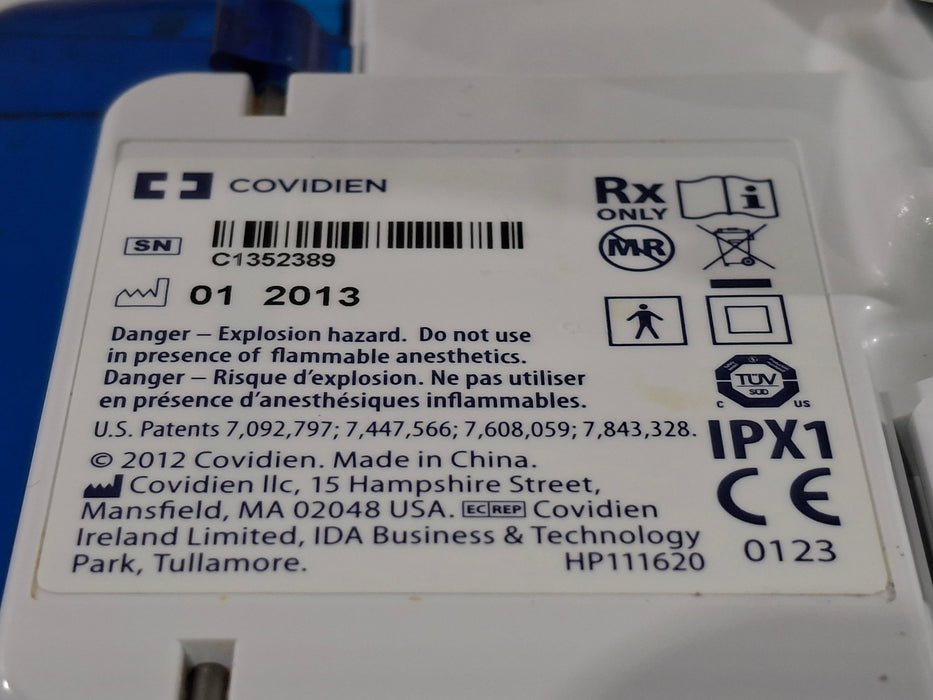 COVIDIEN
Rx
ONLY
SN
C1352389
MR
01 2013
Danger – Explosion hazard. Do not use
in presence of flammable anesthetics.
Danger – Risque d'explosion. Ne pas utiliser
en présence d'anesthésiques inflammables.
TÜV
SÜD
C US
U.S. Patents 7,092,797; 7,447,566; 7,608,059; 7,843,328.
IPX1
© 2012 Covidien. Made in China.
Covidien llc, 15 Hampshire Street,
Mansfield, MA 02048 USA. EC REP Covidien
CE
Ireland Limited, IDA Business & Technology
Park, Tullamore.
HP111620
0123